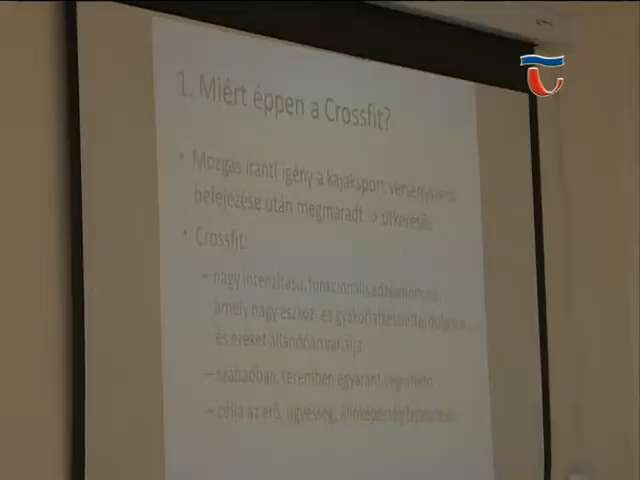 1. Miért éppen a Crossfit?
• Mozgás iránti igény a kajaksport versenyszerű
befejezése után megmaradt -> útkeresés
• Crossfit:
– nagy intenzitású, funkcionális edzésmódszer,
amely nagy eszköz- és gyakorlatkészlettel dolgozik
és ezeket állandóan variálja
– szabadban, teremben egyaránt végezhető
– célja az erő, ügyesség, állóképesség fejlesztése